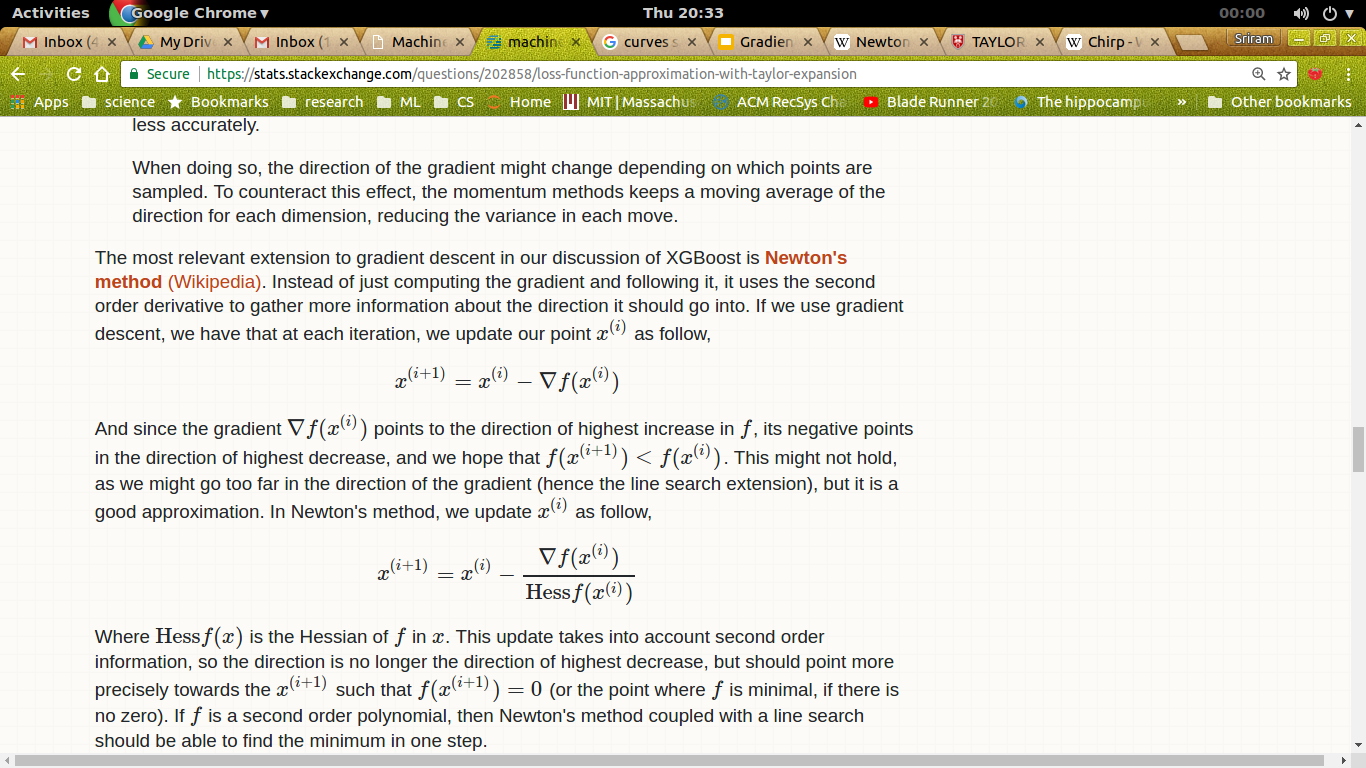 Activities Google Chrome ▾ Thu 20:33 00:00
Inbox (4 My Driv Inbox (1 Machin machin curves s Gradien Newton TAYLOR Chirp - Sriram
Secure https://stats.stackexchange.com/questions/202858/loss-function-approximation-with-taylor-expansion
Apps science Bookmarks research ML CS Home MIT | Massachus ACM RecSys Cha Blade Runner 20 The hippocamp » Other bookmarks
less accurately.
When doing so, the direction of the gradient might change depending on which points are
sampled. To counteract this effect, the momentum methods keeps a moving average of the
direction for each dimension, reducing the variance in each move.
The most relevant extension to gradient descent in our discussion of XGBoost is Newton's
method (Wikipedia). Instead of just computing the gradient and following it, it uses the second
order derivative to gather more information about the direction it should go into. If we use gradient
descent, we have that at each iteration, we update our point x^(i) as follow,
x^(i+1) = x^(i) − ∇f(x^(i))
And since the gradient ∇f(x^(i)) points to the direction of highest increase in f, its negative points
in the direction of highest decrease, and we hope that f(x^(i+1)) < f(x^(i)). This might not hold,
as we might go too far in the direction of the gradient (hence the line search extension), but it is a
good approximation. In Newton's method, we update x^(i) as follow,
x^(i+1) = x^(i) − ∇f(x^(i)) / Hess f(x^(i))
Where Hess f(x) is the Hessian of f in x. This update takes into account second order
information, so the direction is no longer the direction of highest decrease, but should point more
precisely towards the x^(i+1) such that f(x^(i+1)) = 0 (or the point where f is minimal, if there is
no zero). If f is a second order polynomial, then Newton's method coupled with a line search
should be able to find the minimum in one step.